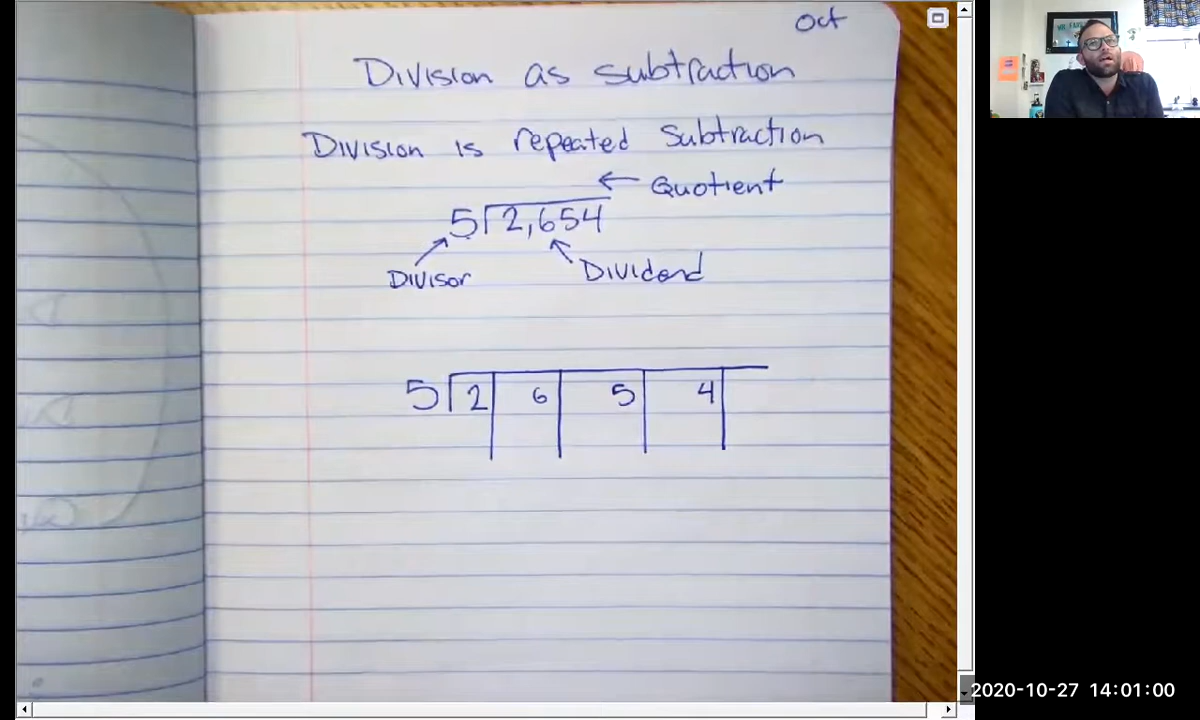 Oct
Division as subtraction
Division is repeated Subtraction
← Quotient
5 2,654
Divisor Dividend
5 2 6 5 4
2020-10-27 14:01:00